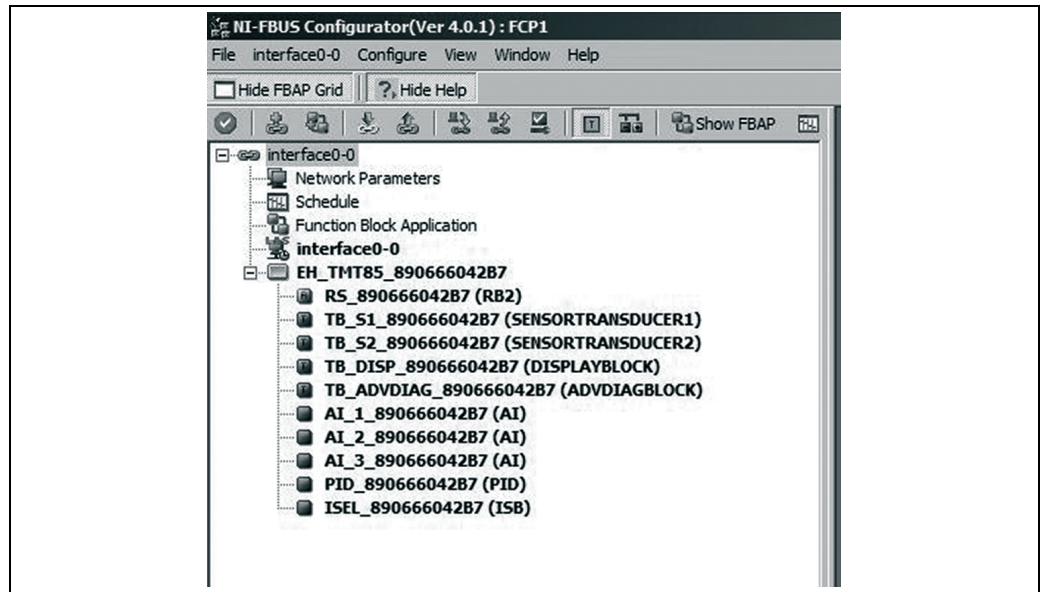 NI-FBUS Configurator(Ver 4.0.1) : FCP1
File interface0-0 Configure View Window Help
Hide FBAP Grid ?, Hide Help
T Show FBAP
interface0-0
Network Parameters
Schedule
Function Block Application
interface0-0
EH_TMT85_890666042B7
RS_890666042B7 (RB2)
TB_S1_890666042B7 (SENSORTRANSDUCER1)
TB_S2_890666042B7 (SENSORTRANSDUCER2)
TB_DISP_890666042B7 (DISPLAYBLOCK)
TB_ADVDIAG_890666042B7 (ADVDIAGBLOCK)
AI_1_890666042B7 (AI)
AI_2_890666042B7 (AI)
AI_3_890666042B7 (AI)
PID_890666042B7 (PID)
ISEL_890666042B7 (ISB)